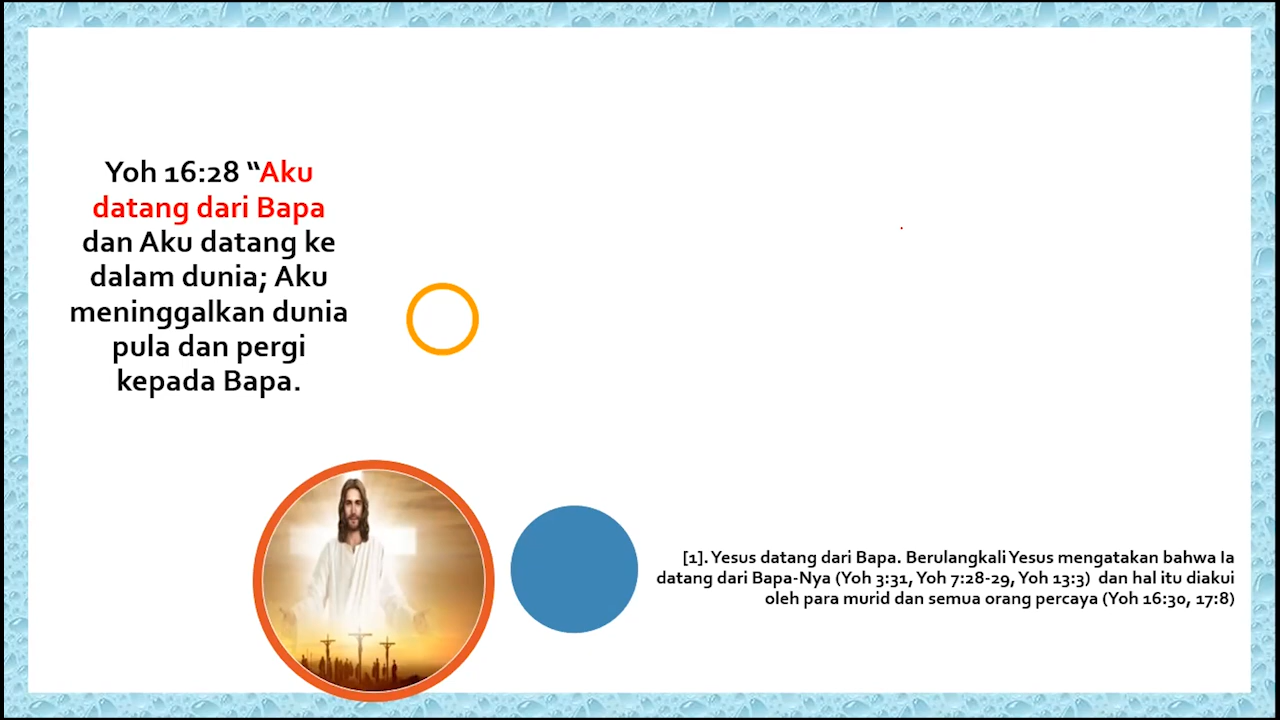 Yoh 16:28 “Aku
datang dari Bapa
dan Aku datang ke
dalam dunia; Aku
meninggalkan dunia
pula dan pergi
kepada Bapa.
[1]. Yesus datang dari Bapa. Berulangkali Yesus mengatakan bahwa Ia
datang dari Bapa-Nya (Yoh 3:31, Yoh 7:28-29, Yoh 13:3) dan hal itu diakui
oleh para murid dan semua orang percaya (Yoh 16:30, 17:8)